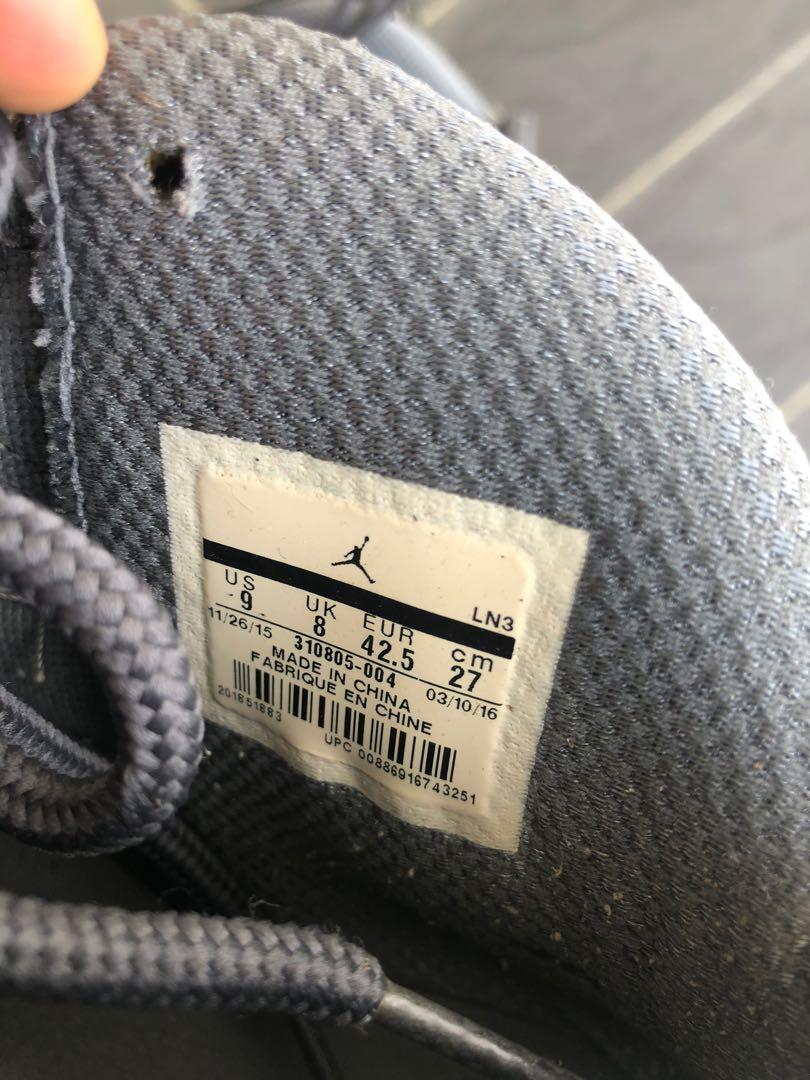 LN3
US UK EUR cm
9 8 42.5 27
11/26/15 310805-004 03/10/16
MADE IN CHINA
FABRIQUE EN CHINE
201851883
UPC 00886916743251